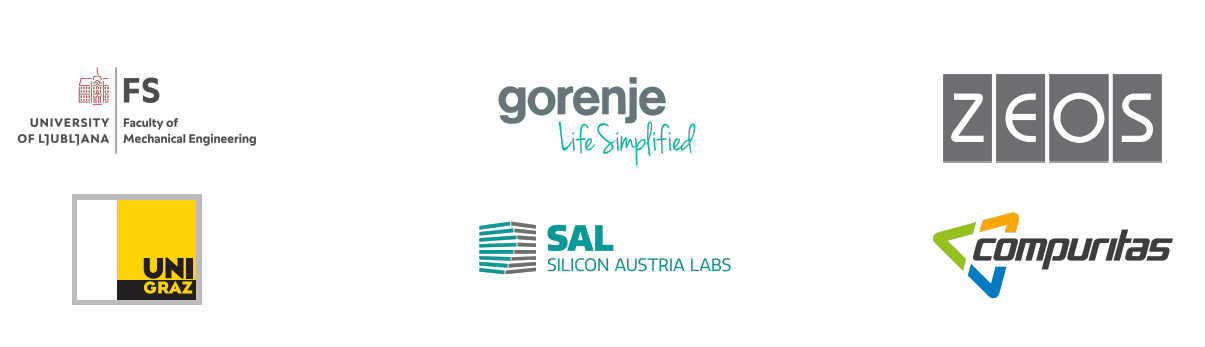 FS
UNIVERSITY
OF LJUBLJANA
Faculty of
Mechanical Engineering
gorenje
Life Simplified
ZEOS
UNI
GRAZ
SAL
SILICON AUSTRIA LABS
compuritas